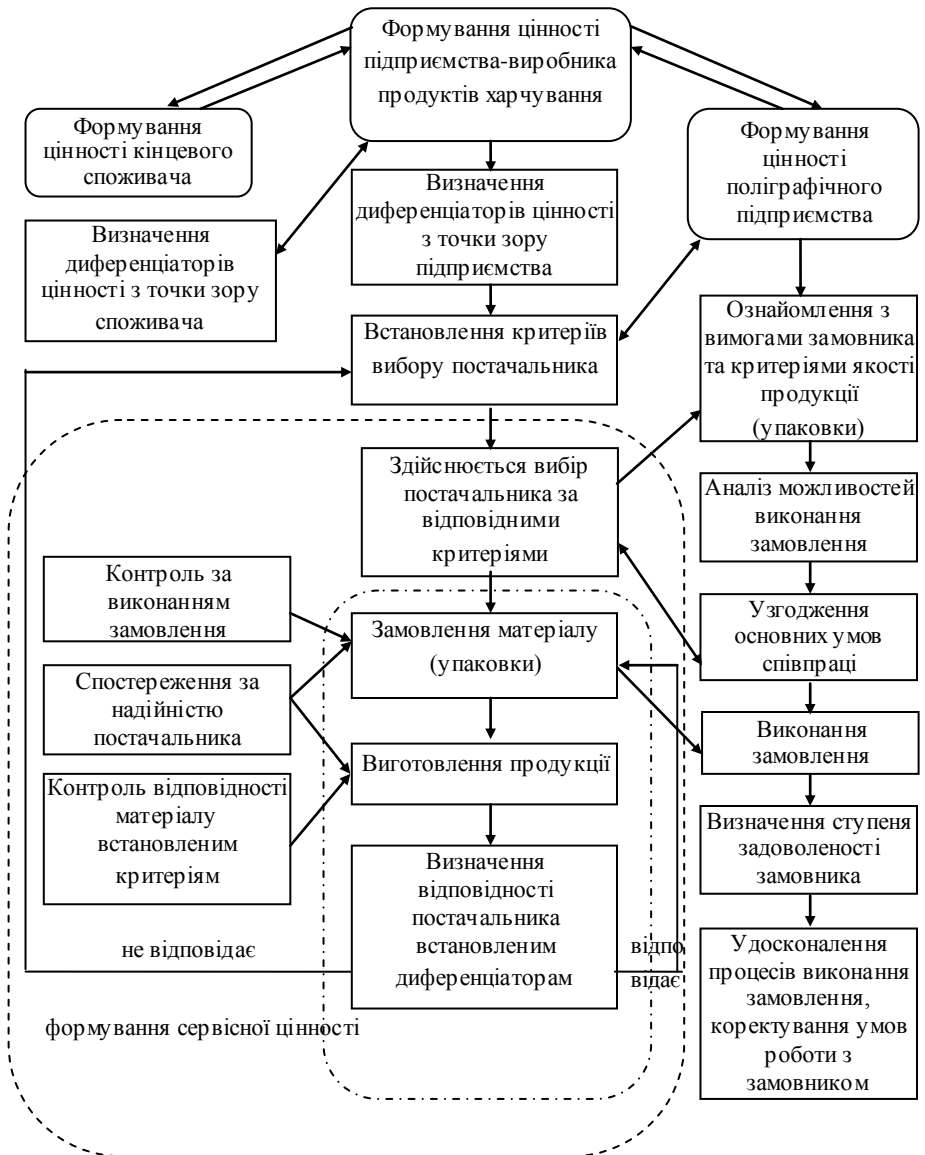 Формування цінності
підприємства-виробника
продуктів харчування
Формування
цінності кінцевого
споживача
Формування
цінності
поліграфічного
підприємства
Визначення
диференціаторів цінності
з точки зору
підприємства
Визначення
диференціаторів
цінності з точки зору
споживача
Встановлення критеріїв
вибору постачальника
Ознайомлення з
вимогами замовника
та критеріями якості
продукції
(упаковки)
Здійснюється вибір
постачальника за
відповідними
критеріями
Аналіз можливостей
виконання
замовлення
Контроль за
виконанням
замовлення
Замовлення матеріалу
(упаковки)
Узгодження
основних умов
співпраці
Спостереження за
надійністю
постачальника
Виготовлення продукції
Виконання
замовлення
Контроль відповідності
матеріалу
встановленим
критеріям
Визначення ступеня
задоволеності
замовника
Визначення
відповідності
постачальника
встановленим
диференціаторам
не відповідає
відпо
відає
Удосконалення
процесів виконання
замовлення,
коректування умов
роботи з
замовником
формування сервісної цінності